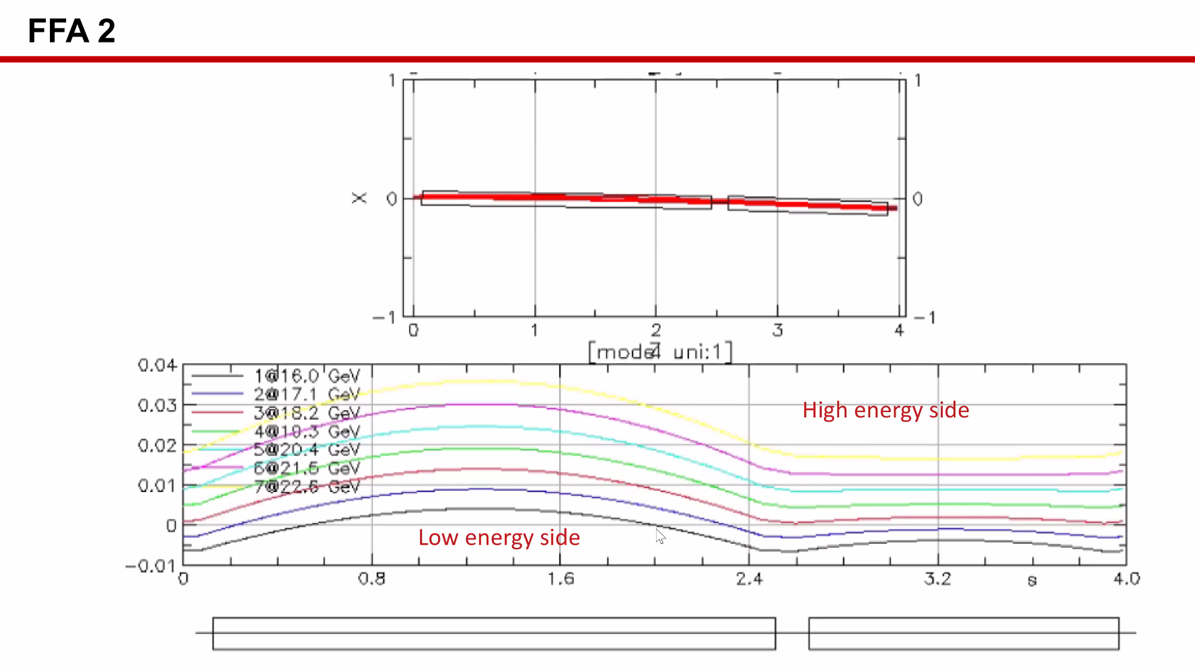 FFA 2
1 1
X 0 0
-1 -1
0 1 2 3 4
[mode uni:1]
0.04
1@16.0 GeV
2@17.1 GeV
0.03 3@18.2 GeV
High energy side
4@19.3 GeV
0.02 5@20.4 GeV
6@21.5 GeV
0.01 7@22.6 GeV
0
Low energy side
-0.01
0 0.8 1.6 2.4 3.2 s 4.0